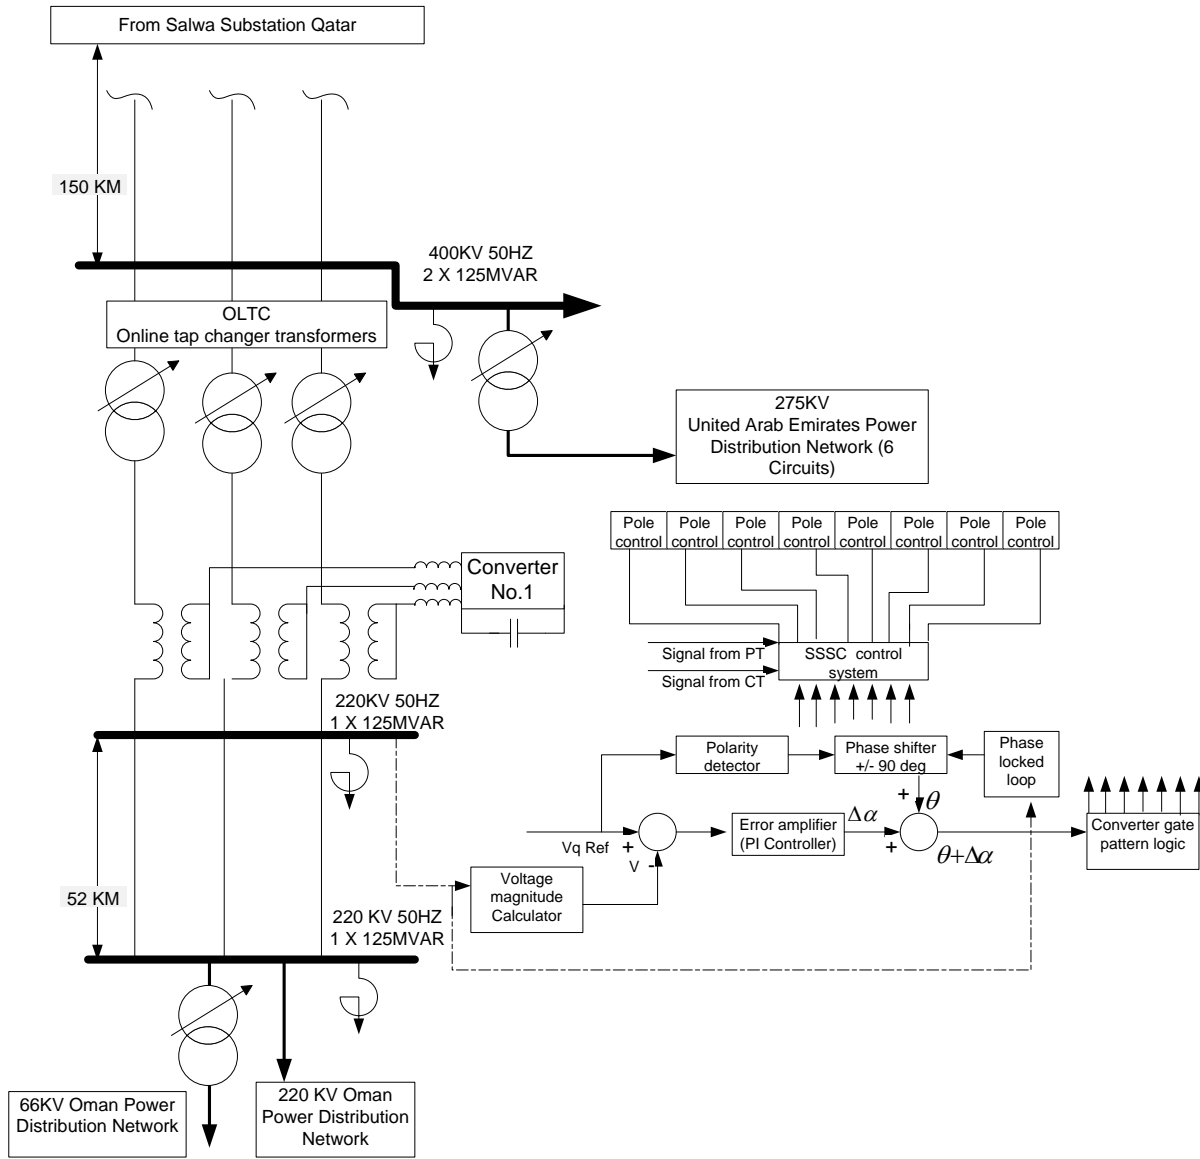 From Salwa Substation Qatar
150 KM
400KV 50HZ
2 X 125MVAR
OLTC
Online tap changer transformers
275KV
United Arab Emirates Power
Distribution Network (6
Circuits)
Pole
control
Pole
control
Pole
control
Pole
control
Pole
control
Pole
control
Pole
control
Pole
control
Converter
No.1
Signal from PT
Signal from CT
SSSC control
system
220KV 50HZ
1 X 125MVAR
Polarity
detector
Phase shifter
+/- 90 deg
Phase
locked
loop
+
θ
Vq Ref
+
V
-
Error amplifier
(PI Controller)
Δα
+
θ+Δα
Converter gate
pattern logic
52 KM
Voltage
magnitude
Calculator
220 KV 50HZ
1 X 125MVAR
66KV Oman Power
Distribution Network
220 KV Oman
Power Distribution
Network